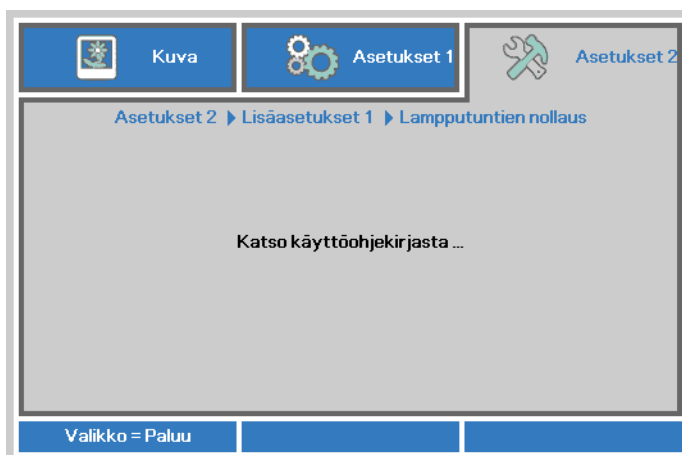 Kuva
Asetukset 1
Asetukset 2
Asetukset 2 Lisäasetukset 1 Lampputuntien nollaus
Katso käyttöohjekirjasta ...
Valikko = Paluu